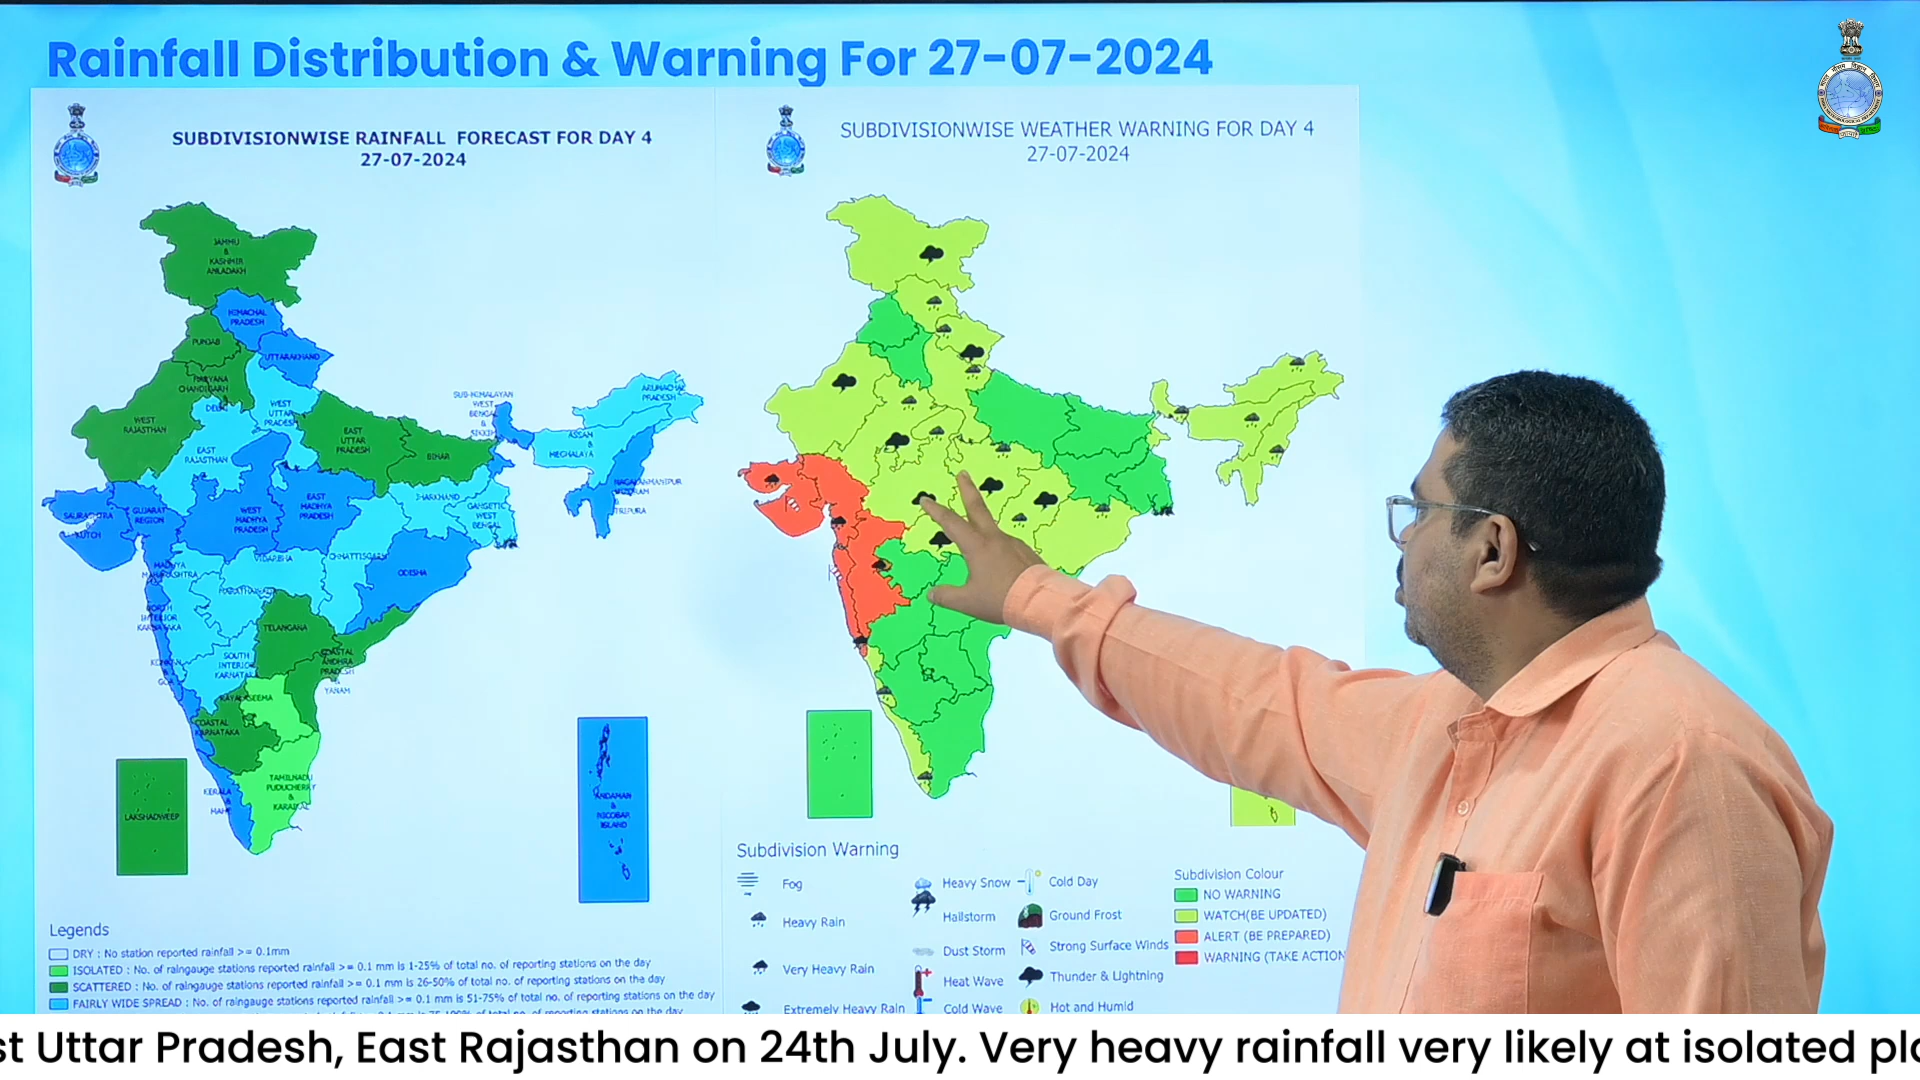 Rainfall Distribution & Warning For 27-07-2024
SUBDIVISIONWISE RAINFALL FORECAST FOR DAY 4
27-07-2024
JAMMU
&
KASHMIR
HIMACHAL
PRADESH
PUNJAB
UTTARAKHAND
HARYANA
CHANDIGARH
DELHI
WEST
RAJASTHAN
WEST
UTTAR
PRADESH
EAST
UTTAR
PRADESH
BIHAR
SUB-HIMALAYAN
WEST
BENGAL
&
SIKKIM
ARUNACHAL
PRADESH
ASSAM
&
MEGHALAYA
EAST
RAJASTHAN
SAURASHTRA
&
KUTCH
GUJARAT
REGION
WEST
MADHYA
PRADESH
EAST
MADHYA
PRADESH
JHARKHAND
GANGETIC
WEST
BENGAL
TRIPURA
VIDARBHA
CHHATTISGARH
ODISHA
MADHYA
MAHARASHTRA
NORTH
INTERIOR
KARNATAKA
TELANGANA
KONKAN
&
GOA
SOUTH
INTERIOR
KARNATAKA
COASTAL
ANDHRA
PRADESH
&
YANAM
RAYALASEEMA
COASTAL
KARNATAKA
TAMILNADU
PUDUCHERRY
&
KARAIKAL
KERALA
&
MAHE
LAKSHADWEEP
ANDAMAN
&
NICOBAR
ISLAND
Legends
DRY : No station reported rainfall >= 0.1mm
ISOLATED : No. of raingauge stations reported rainfall >= 0.1 mm is 1-25% of total no. of reporting stations on the day
SCATTERED : No. of raingauge stations reported rainfall >= 0.1 mm is 26-50% of total no. of reporting stations on the day
FAIRLY WIDE SPREAD : No. of raingauge stations reported rainfall >= 0.1 mm is 51-75% of total no. of reporting stations on the day
SUBDIVISIONWISE WEATHER WARNING FOR DAY 4
27-07-2024
Subdivision Warning
Fog
Heavy Rain
Very Heavy Rain
Extremely Heavy Rain
Heavy Snow
Hailstorm
Dust Storm
Heat Wave
Cold Wave
Cold Day
Ground Frost
Strong Surface Winds
Thunder & Lightning
Hot and Humid
Subdivision Colour
NO WARNING
WATCH(BE UPDATED)
ALERT (BE PREPARED)
WARNING (TAKE ACTION
st Uttar Pradesh, East Rajasthan on 24th July. Very heavy rainfall very likely at isolated pla